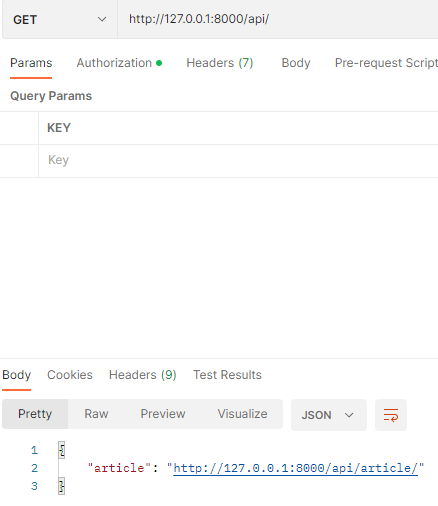 GET http://127.0.0.1:8000/api/
Params Authorization Headers (7) Body Pre-request Script
Query Params
KEY
Key
Body Cookies Headers (9) Test Results
Pretty Raw Preview Visualize JSON
1 {
2 "article": "http://127.0.0.1:8000/api/article/"
3 }